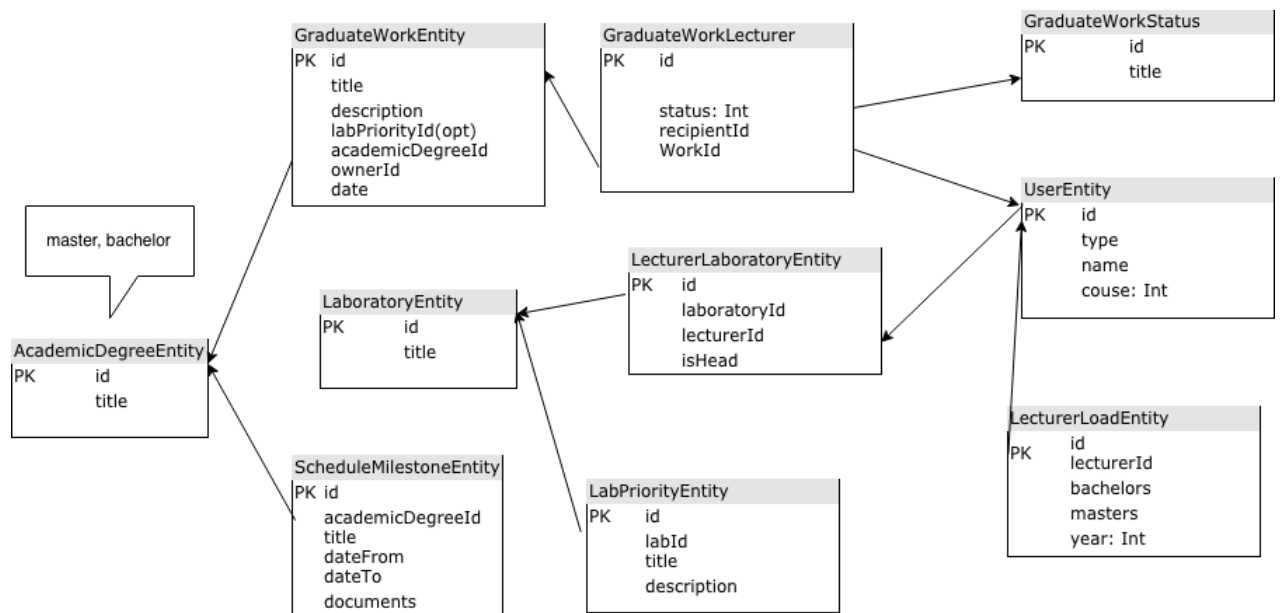 GraduateWorkEntity
PK id
title
description
labPriorityId(opt)
academicDegreeId
ownerId
date
GraduateWorkLecturer
PK id
status: Int
recipientId
WorkId
GraduateWorkStatus
PK id
title
master, bachelor
UserEntity
PK id
type
name
couse: Int
LecturerLaboratoryEntity
PK id
laboratoryId
lecturerId
isHead
LaboratoryEntity
PK id
title
AcademicDegreeEntity
PK id
title
LecturerLoadEntity
PK id
lecturerId
bachelors
masters
year: Int
ScheduleMilestoneEntity
PK id
academicDegreeId
title
dateFrom
dateTo
documents
LabPriorityEntity
PK id
labId
title
description